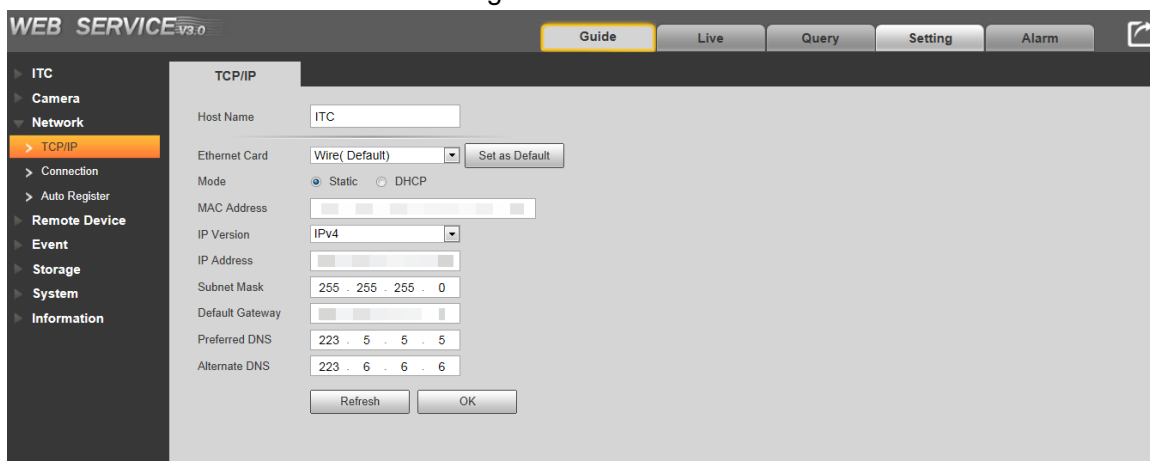 WEB SERVICE-V3.0
Guide Live Query Setting Alarm
ITC
Camera
Network
TCP/IP
Connection
Auto Register
Remote Device
Event
Storage
System
Information
TCP/IP
Host Name ITC
Ethernet Card Wire( Default) Set as Default
Mode Static DHCP
MAC Address
IP Version IPv4
IP Address
Subnet Mask 255 . 255 . 255 . 0
Default Gateway
Preferred DNS 223 . 5 . 5 . 5
Alternate DNS 223 . 6 . 6 . 6
Refresh OK